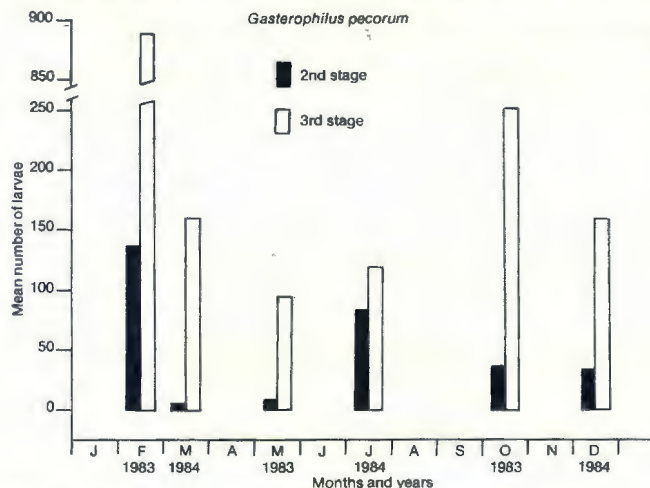 Gasterophilus pecorum
2nd stage
3rd stage
Mean number of larvae
900
850
250
200
150
100
50
0
J F M A M J J A S O N D
1983 1984 1983 1984 1983 1984
Months and years